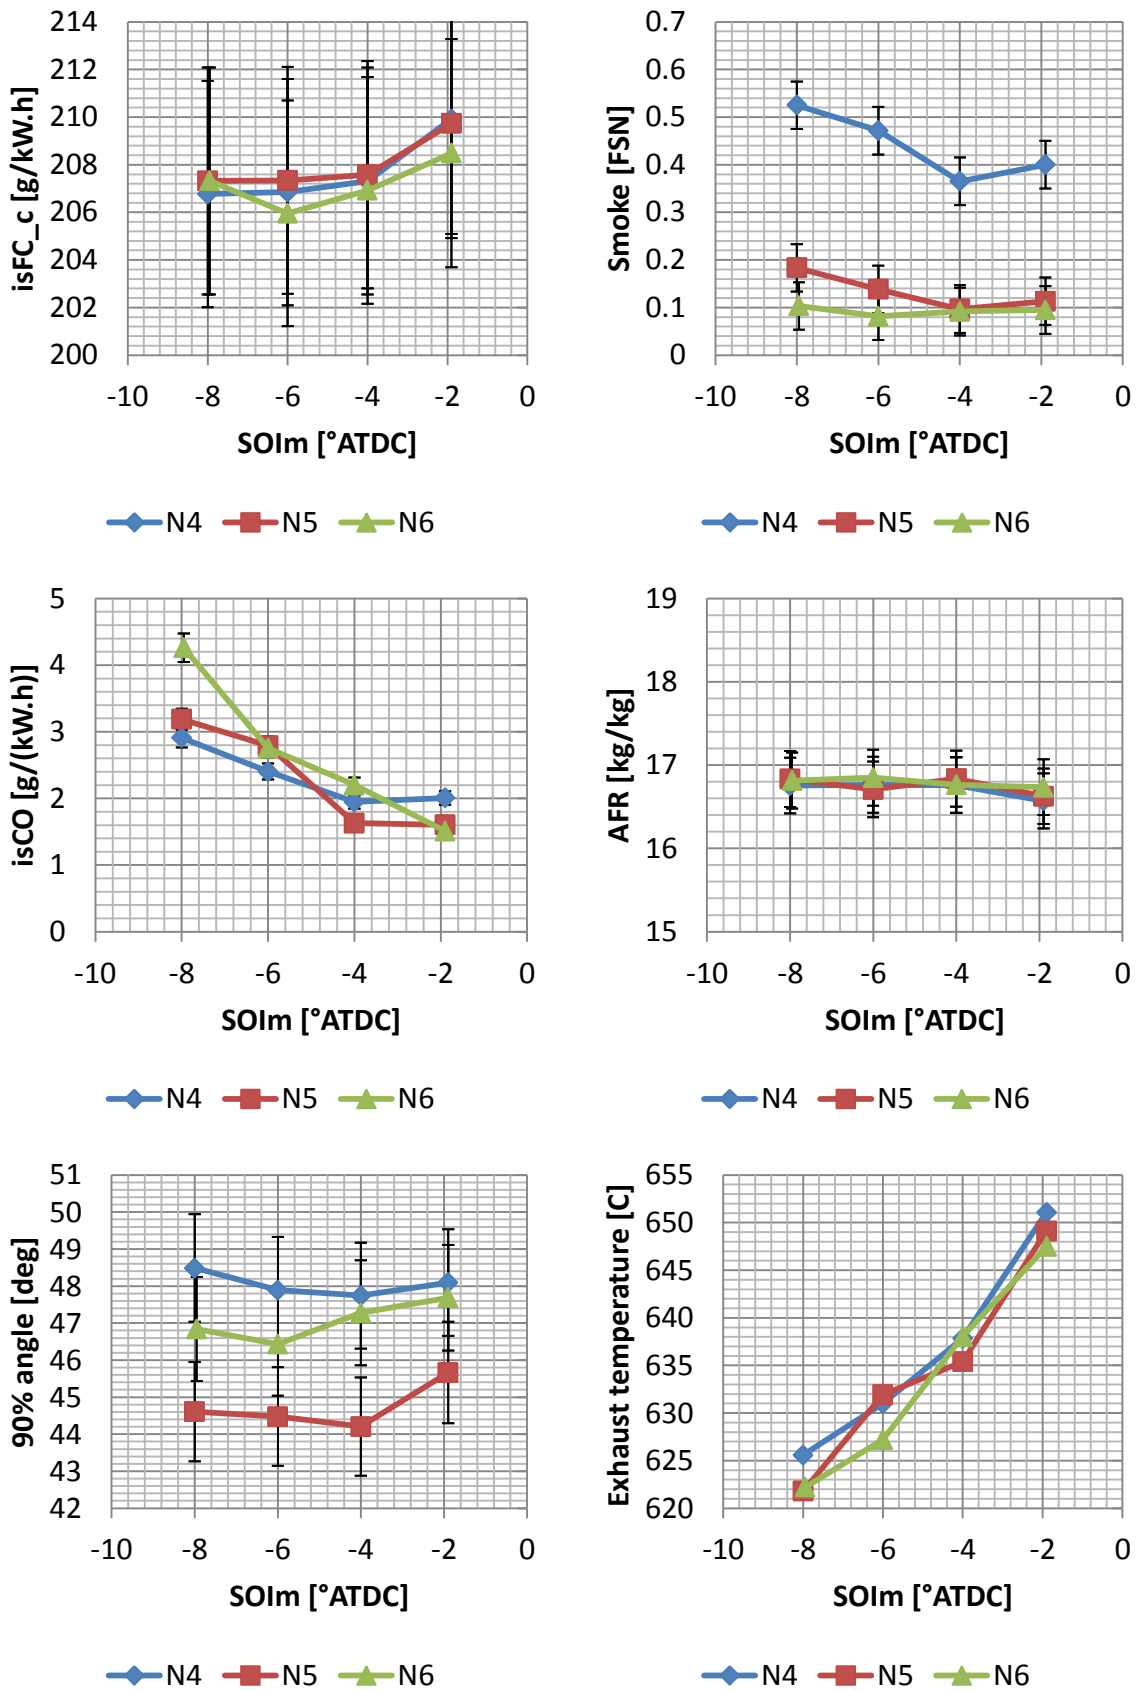 isFC_c [g/kW.h]
214
212
210
208
206
204
202
200
-10 -8 -6 -4 -2 0
SOIm [°ATDC]
N4 N5 N6
Smoke [FSN]
0.7
0.6
0.5
0.4
0.3
0.2
0.1
0
-10 -8 -6 -4 -2 0
SOIm [°ATDC]
N4 N5 N6
isCO [g/(kW.h)]
5
4
3
2
1
0
-10 -8 -6 -4 -2 0
SOIm [°ATDC]
N4 N5 N6
AFR [kg/kg]
19
18
17
16
15
-10 -8 -6 -4 -2 0
SOIm [°ATDC]
N4 N5 N6
90% angle [deg]
51
50
49
48
47
46
45
44
43
42
-10 -8 -6 -4 -2 0
SOIm [°ATDC]
N4 N5 N6
Exhaust temperature [C]
655
650
645
640
635
630
625
620
-10 -8 -6 -4 -2 0
SOIm [°ATDC]
N4 N5 N6